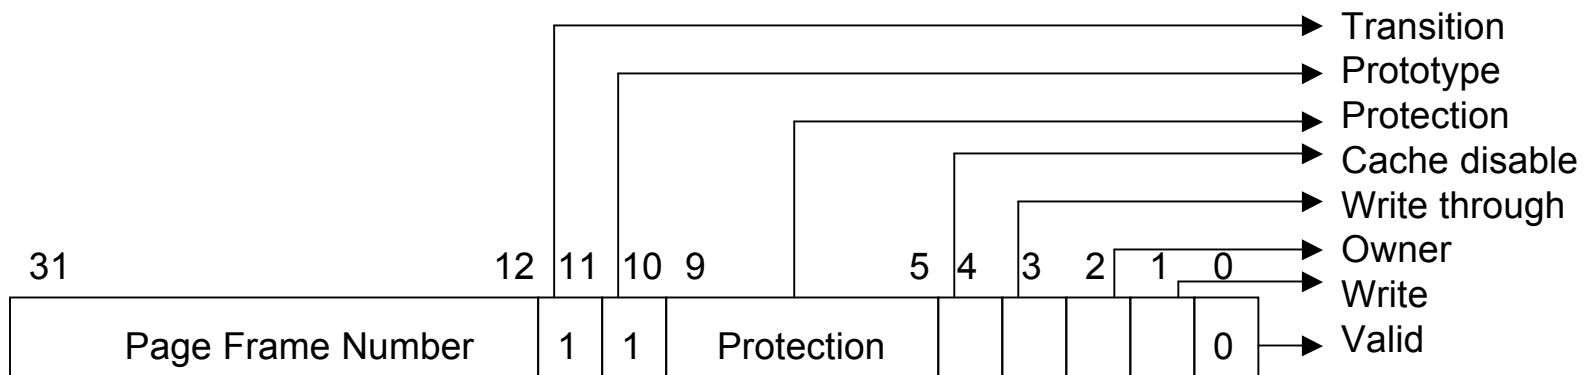 Transition
Prototype
Protection
Cache disable
Write through
Owner
Write
Valid
31 12 11 10 9 5 4 3 2 1 0
Page Frame Number 1 1 Protection 0